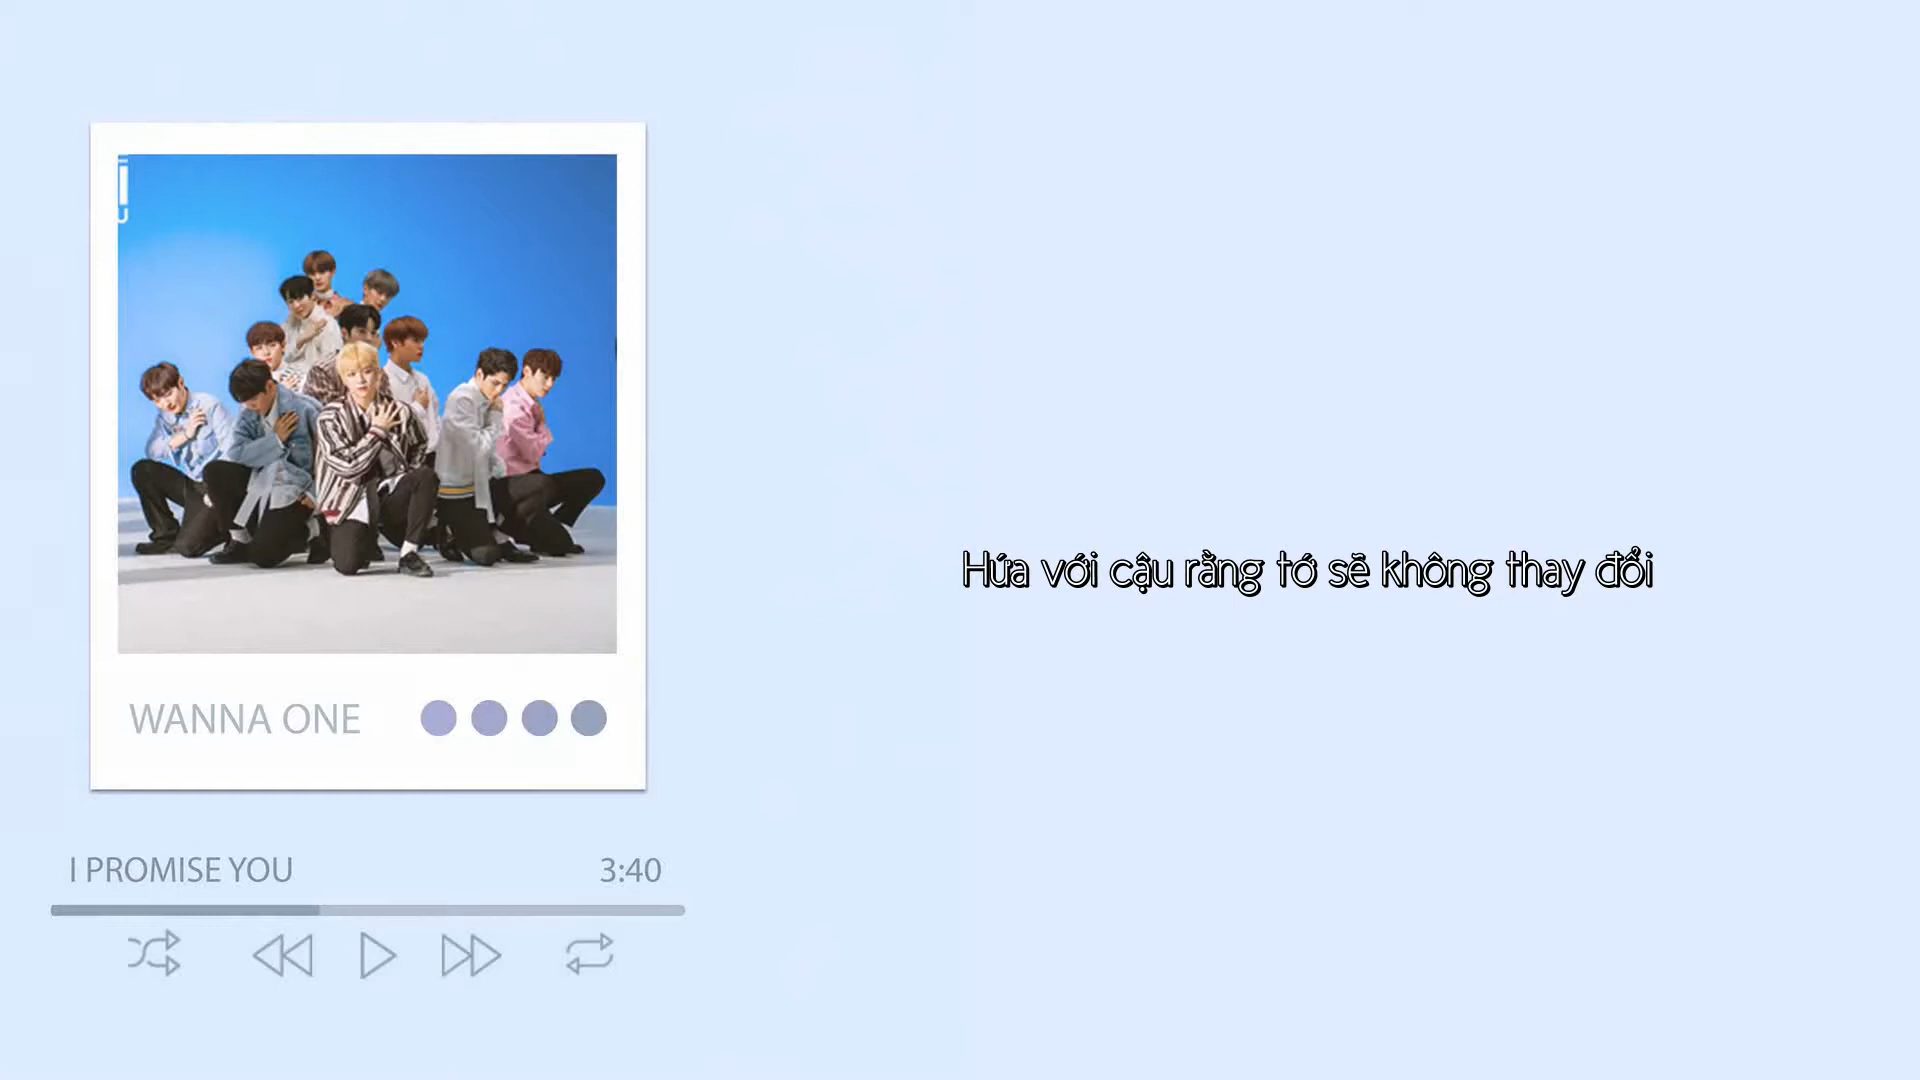 WANNA ONE
I PROMISE YOU
3:40
Hứa với cậu rằng tớ sẽ không thay đổi